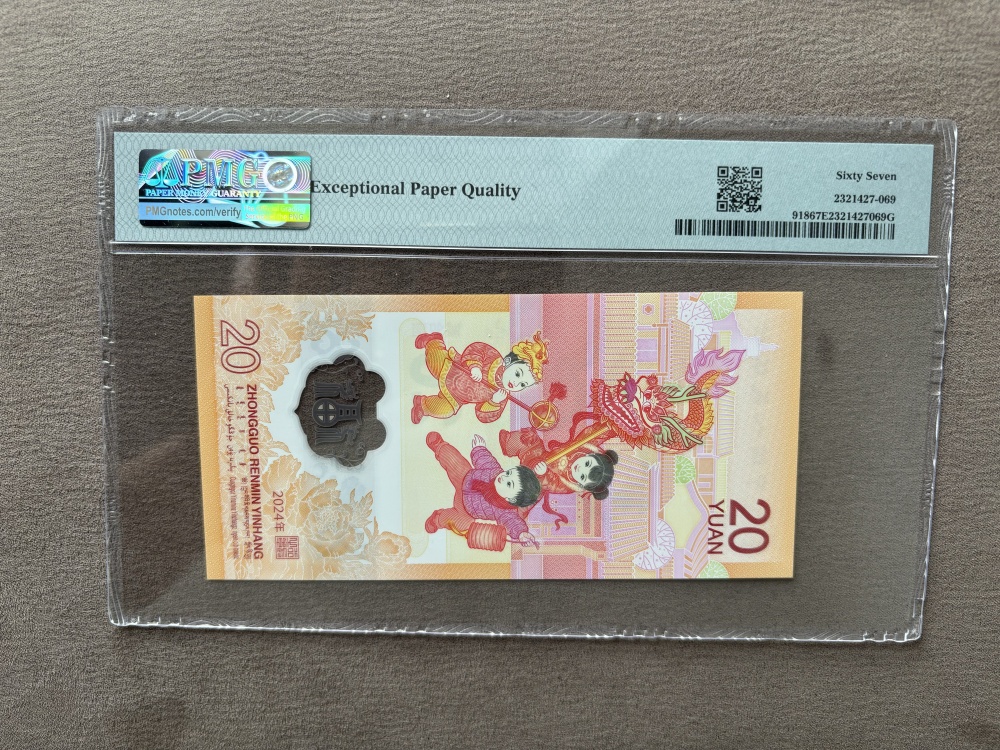 PMG
PAPER MONEY GUARANTY
PMGnotes.com/verify
Exceptional Paper Quality
Sixty Seven
2321427-069
91867E2321427069G
20
ZHONGGUO RENMIN YINHANG
2024年
20
YUAN